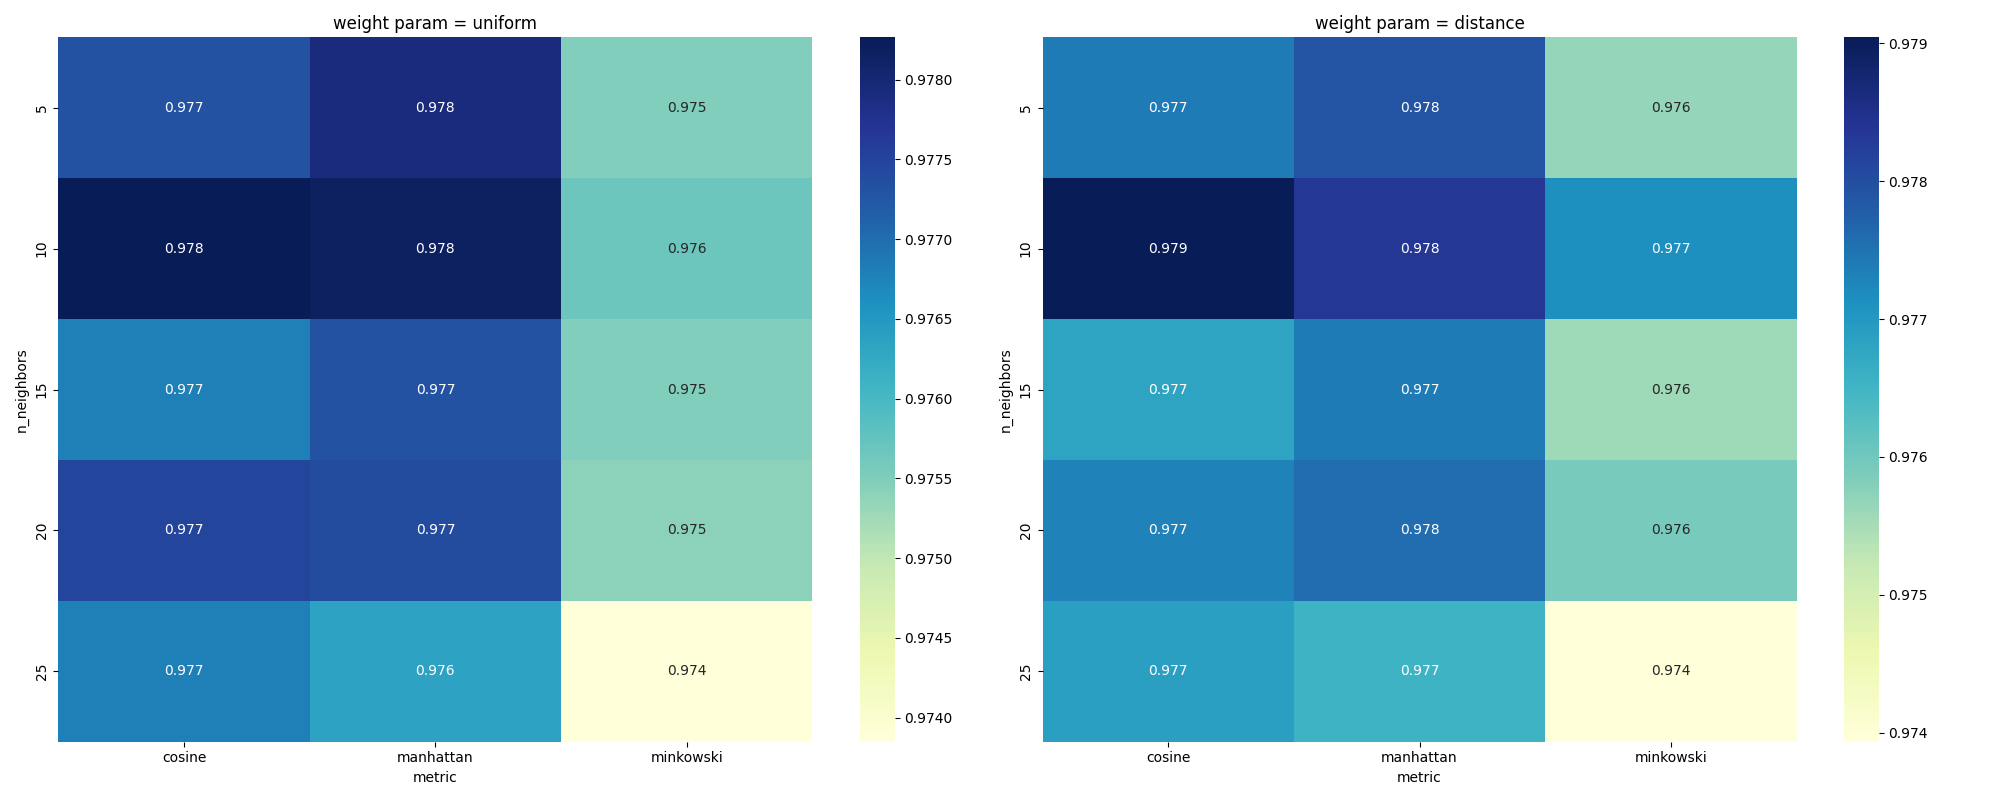 weight param = uniform
n_neighbors
5
0.977 0.978 0.975
10
0.978 0.978 0.976
15
0.977 0.977 0.975
20
0.977 0.977 0.975
25
0.977 0.976 0.974
cosine manhattan minkowski
metric
0.9780
0.9775
0.9770
0.9765
0.9760
0.9755
0.9750
0.9745
0.9740
weight param = distance
n_neighbors
5
0.977 0.978 0.976
10
0.979 0.978 0.977
15
0.977 0.977 0.976
20
0.977 0.978 0.976
25
0.977 0.977 0.974
cosine manhattan minkowski
metric
0.979
0.978
0.977
0.976
0.975
0.974